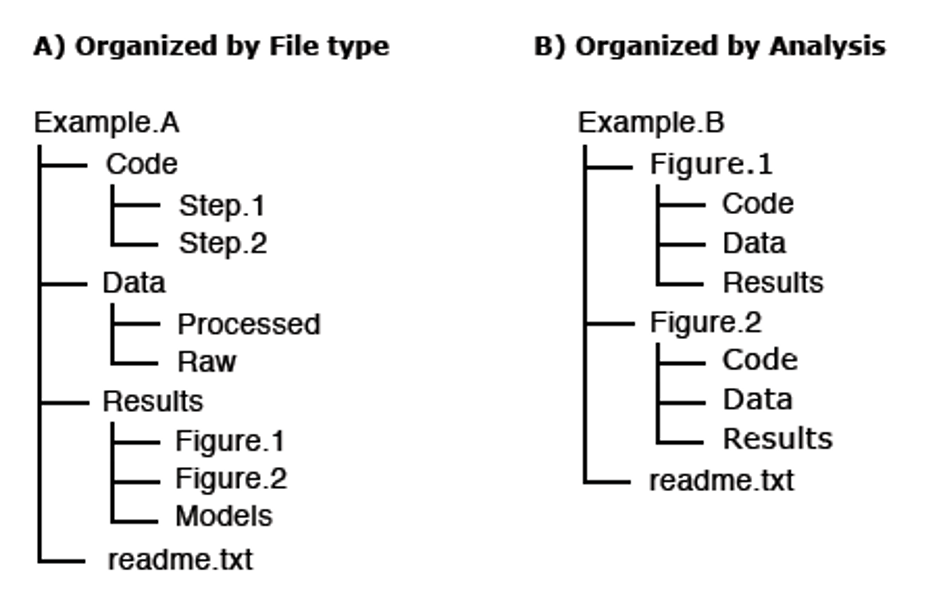 A) Organized by File type
Example.A
Code
Step.1
Step.2
Data
Processed
Raw
Results
Figure.1
Figure.2
Models
readme.txt
B) Organized by Analysis
Example.B
Figure.1
Code
Data
Results
Figure.2
Code
Data
Results
readme.txt